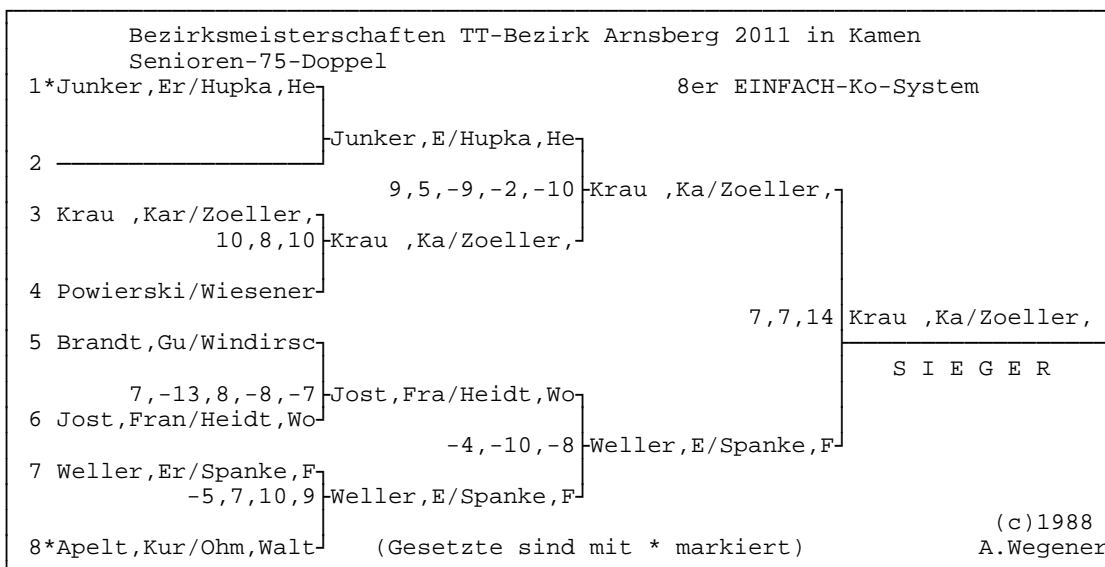 Bezirksmeisterschaften TT-Bezirk Arnsberg 2011 in Kamen
Senioren-75-Doppel
1*Junker,Er/Hupka,He 8er EINFACH-Ko-System
Junker,E/Hupka,He
2
9,5,-9,-2,-10 Krau ,Ka/Zoeller,
3 Krau ,Kar/Zoeller,
10,8,10 Krau ,Ka/Zoeller,
4 Powierski/Wiesener
7,7,14 Krau ,Ka/Zoeller,
5 Brandt,Gu/Windirsc
S I E G E R
7,-13,8,-8,-7 Jost,Fra/Heidt,Wo
6 Jost,Fran/Heidt,Wo
-4,-10,-8 Weller,E/Spanke,F
7 Weller,Er/Spanke,F
-5,7,10,9 Weller,E/Spanke,F
(c)1988
8*Apelt,Kur/Ohm,Walt (Gesetzte sind mit * markiert) A.Wegener